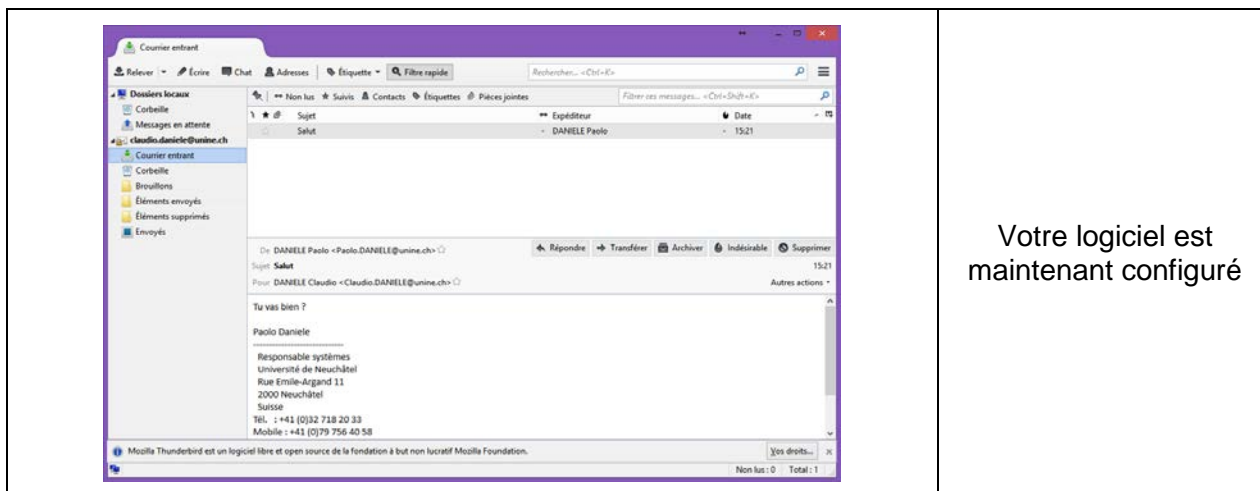 Courrier entrant
Relever Écrire Chat Adresses Étiquette Filtre rapide Rechercher... <Ctrl+K>
Dossiers locaux
Corbeille
Messages en attente
claudio.daniele@unine.ch
Courrier entrant
Corbeille
Brouillons
Éléments envoyés
Éléments supprimés
Envoyés
Non lus Suivis Contacts Étiquettes Pièces jointes Filtrer ces messages... <Ctrl+Shift+K>
Sujet Expéditeur Date
Salut DANIELE Paolo 15:21
De DANIELE Paolo <Paolo.DANIELE@unine.ch> Répondre Transférer Archiver Indésirable Supprimer
Sujet Salut 15:21
Pour DANIELE Claudio <Claudio.DANIELE@unine.ch> Autres actions
Tu vas bien ?
Paolo Daniele
------------------------------
Responsable systèmes
Université de Neuchâtel
Rue Emile-Argand 11
2000 Neuchâtel
Suisse
Tél. : +41 (0)32 718 20 33
Mobile : +41 (0)79 756 40 58
Mozilla Thunderbird est un logiciel libre et open source de la fondation à but non lucratif Mozilla Foundation. Vos droits...
Non lus : 0 Total : 1
Votre logiciel est
maintenant configuré